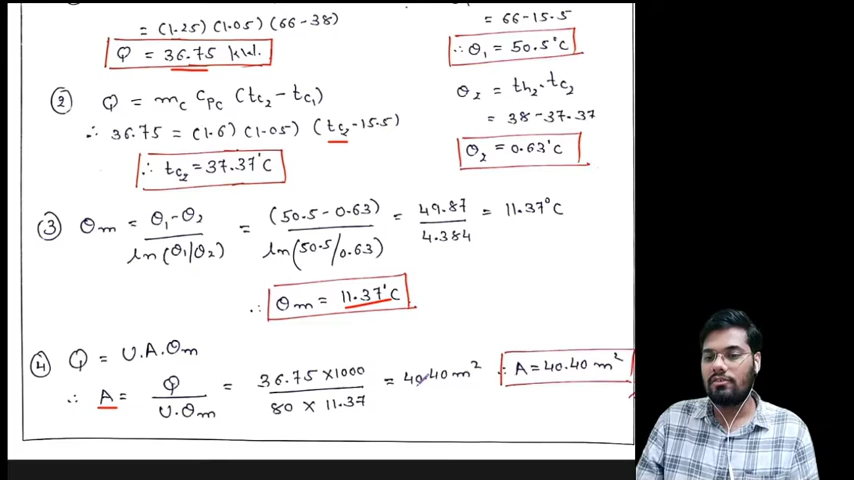 = (1.25) (1.05) (66-38)
Q = 36.75 kW.
② Q = mc Cpc (tc2 - tc1)
∴ 36.75 = (1.6) (1.05) (tc2 - 15.5)
∴ tc2 = 37.37°C
= 66-15.5
∴ θ1 = 50.5°C
θ2 = th2 - tc2
= 38-37.37
θ2 = 0.63°C
③ θm = θ1-θ2 / ln(θ1/θ2) = (50.5-0.63) / ln(50.5/0.63) = 49.87 / 4.384 = 11.37°C
∴ θm = 11.37°C
④ Q = U.A.θm
∴ A = Q / U.θm = 36.75 x1000 / 80 x 11.37 = 40.40 m² ∴ A = 40.40 m²